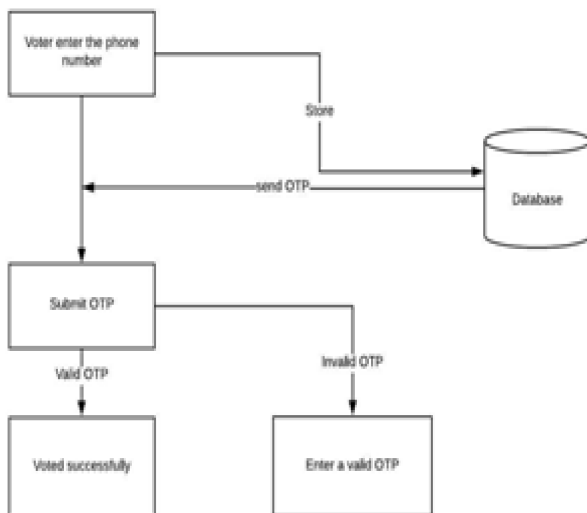 Voter enter the phone
number
Store
send OTP
Database
Submit OTP
Valid OTP
Invalid OTP
Voted successfully
Enter a valid OTP